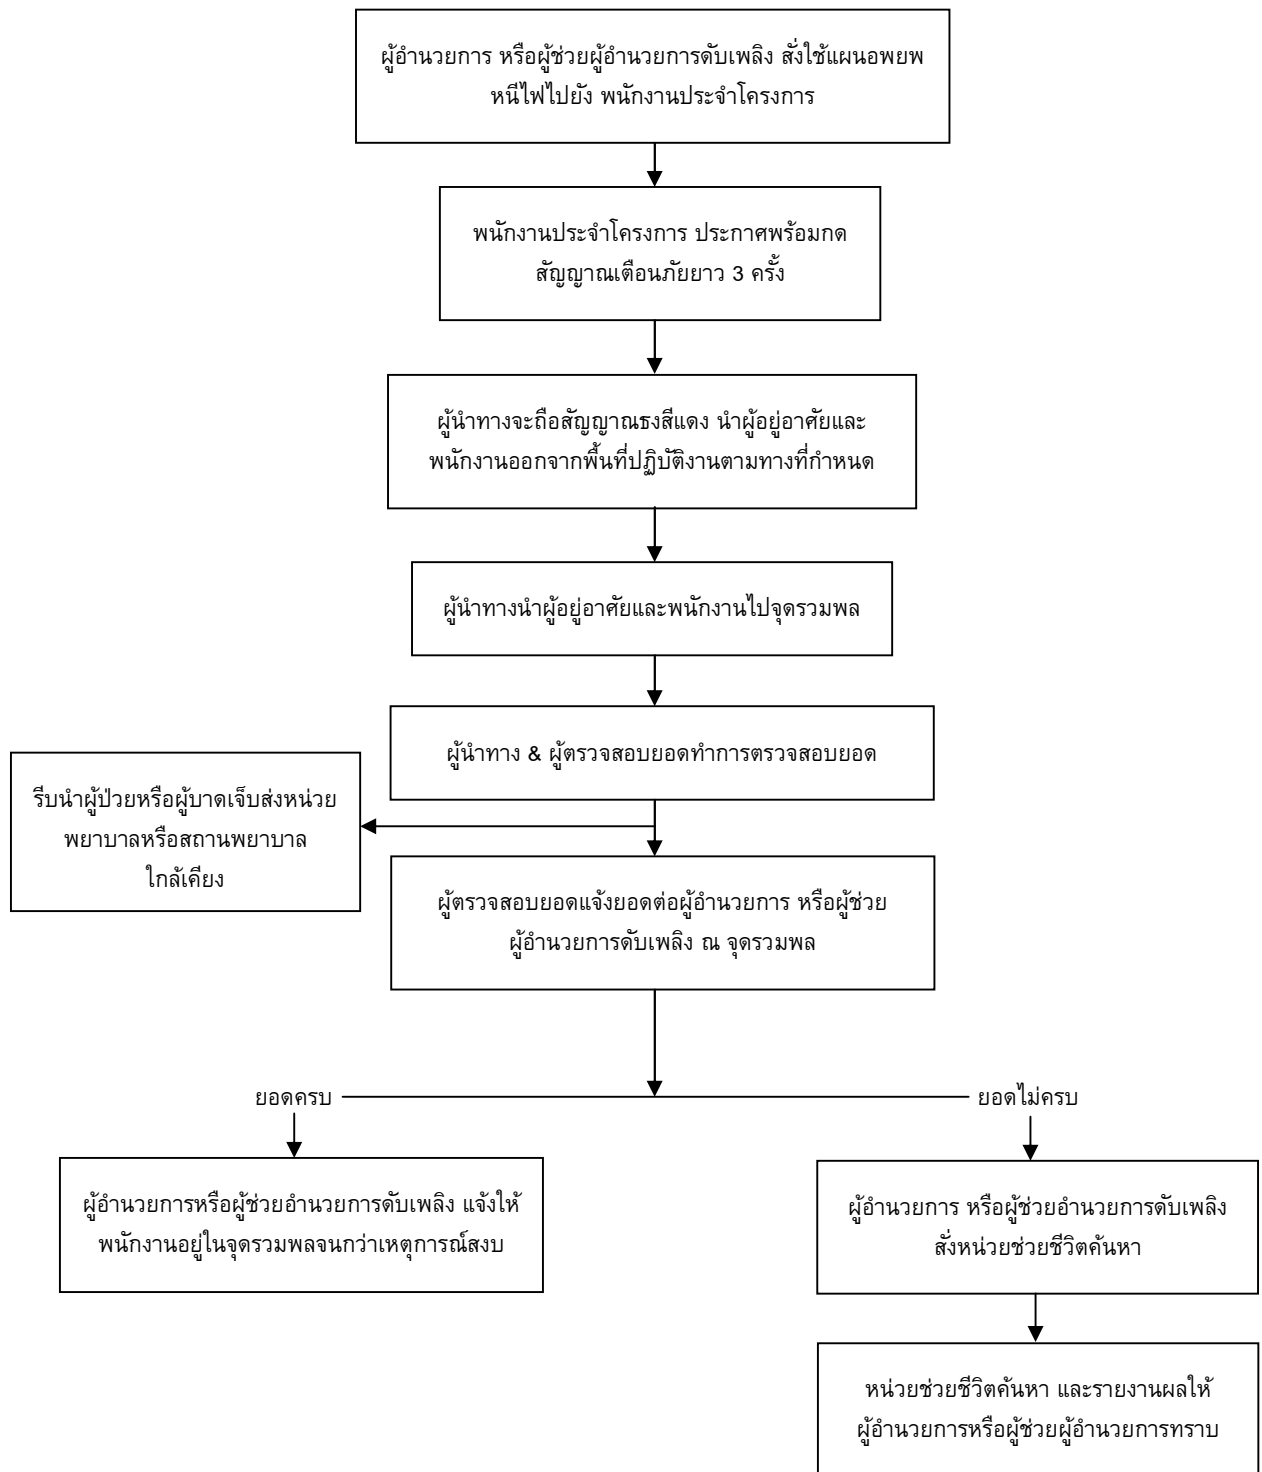 ผู้อำนวยการ หรือผู้ช่วยผู้อำนวยการดับเพลิง สั่งใช้แผนอพยพ
หนีไฟไปยัง พนักงานประจำโครงการ
พนักงานประจำโครงการ ประกาศพร้อมกด
สัญญาณเตือนภัยยาว 3 ครั้ง
ผู้นำทางจะถือสัญญาณธงสีแดง นำผู้อยู่อาศัยและ
พนักงานออกจากพื้นที่ปฏิบัติงานตามทางที่กำหนด
ผู้นำทางนำผู้อยู่อาศัยและพนักงานไปจุดรวมพล
ผู้นำทาง & ผู้ตรวจสอบยอดทำการตรวจสอบยอด
รีบนำผู้ป่วยหรือผู้บาดเจ็บส่งหน่วย
พยาบาลหรือสถานพยาบาล
ใกล้เคียง
ผู้ตรวจสอบยอดแจ้งยอดต่อผู้อำนวยการ หรือผู้ช่วย
ผู้อำนวยการดับเพลิง ณ จุดรวมพล
ยอดครบ
ยอดไม่ครบ
ผู้อำนวยการหรือผู้ช่วยอำนวยการดับเพลิง แจ้งให้
พนักงานอยู่ในจุดรวมพลจนกว่าเหตุการณ์สงบ
ผู้อำนวยการ หรือผู้ช่วยอำนวยการดับเพลิง
สั่งหน่วยช่วยชีวิตค้นหา
หน่วยช่วยชีวิตค้นหา และรายงานผลให้
ผู้อำนวยการหรือผู้ช่วยผู้อำนวยการทราบ